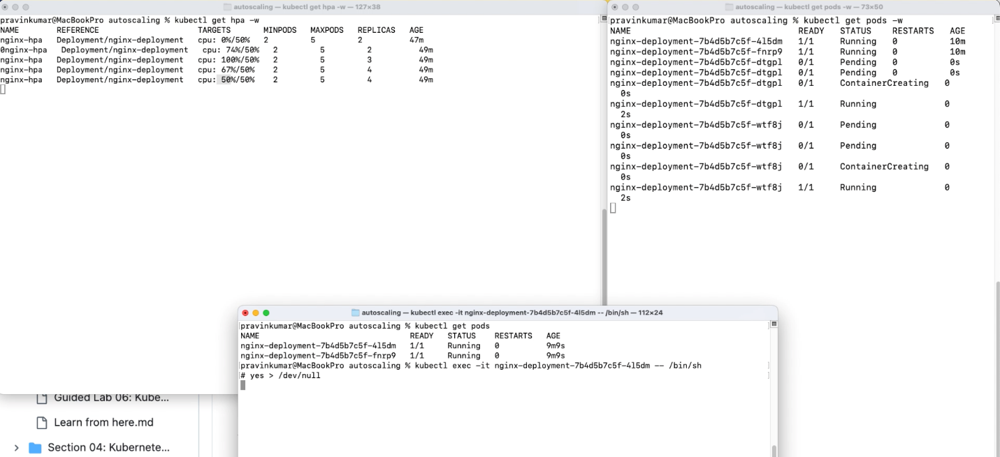 autoscaling — kubectl get hpa -w — 127×38
pravinkumar@MacBookPro autoscaling % kubectl get hpa -w
NAME REFERENCE TARGETS MINPODS MAXPODS REPLICAS AGE
nginx-hpa Deployment/nginx-deployment cpu: 0%/50% 2 5 2 47m
0nginx-hpa Deployment/nginx-deployment cpu: 74%/50% 2 5 2 49m
nginx-hpa Deployment/nginx-deployment cpu: 100%/50% 2 5 3 49m
nginx-hpa Deployment/nginx-deployment cpu: 67%/50% 2 5 4 49m
nginx-hpa Deployment/nginx-deployment cpu: 50%/50% 2 5 4 49m
autoscaling — kubectl get pods -w — 73×50
pravinkumar@MacBookPro autoscaling % kubectl get pods -w
NAME READY STATUS RESTARTS AGE
nginx-deployment-7b4d5b7c5f-4l5dm 1/1 Running 0 10m
nginx-deployment-7b4d5b7c5f-fnrp9 1/1 Running 0 10m
nginx-deployment-7b4d5b7c5f-dtgpl 0/1 Pending 0 0s
nginx-deployment-7b4d5b7c5f-dtgpl 0/1 Pending 0 0s
nginx-deployment-7b4d5b7c5f-dtgpl 0/1 ContainerCreating 0
0s
nginx-deployment-7b4d5b7c5f-dtgpl 1/1 Running 0
2s
nginx-deployment-7b4d5b7c5f-wtf8j 0/1 Pending 0
0s
nginx-deployment-7b4d5b7c5f-wtf8j 0/1 Pending 0
0s
nginx-deployment-7b4d5b7c5f-wtf8j 0/1 ContainerCreating 0
0s
nginx-deployment-7b4d5b7c5f-wtf8j 1/1 Running 0
2s
autoscaling — kubectl exec -it nginx-deployment-7b4d5b7c5f-4l5dm -- /bin/sh — 112×24
pravinkumar@MacBookPro autoscaling % kubectl get pods
NAME READY STATUS RESTARTS AGE
nginx-deployment-7b4d5b7c5f-4l5dm 1/1 Running 0 9m9s
nginx-deployment-7b4d5b7c5f-fnrp9 1/1 Running 0 9m9s
pravinkumar@MacBookPro autoscaling % kubectl exec -it nginx-deployment-7b4d5b7c5f-4l5dm -- /bin/sh
# yes > /dev/null
Guided Lab 06: Kube...
Learn from here.md
Section 04: Kubernete...